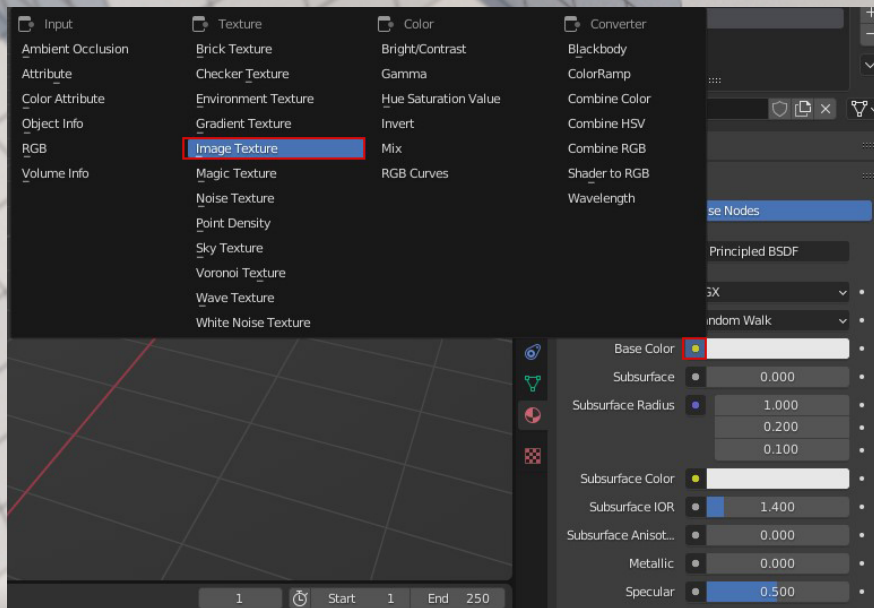 Input
Ambient Occlusion
Attribute
Color Attribute
Object Info
RGB
Volume Info
Texture
Brick Texture
Checker Texture
Environment Texture
Gradient Texture
Image Texture
Magic Texture
Noise Texture
Point Density
Sky Texture
Voronoi Texture
Wave Texture
White Noise Texture
Color
Bright/Contrast
Gamma
Hue Saturation Value
Invert
Mix
RGB Curves
Converter
Blackbody
ColorRamp
Combine Color
Combine HSV
Combine RGB
Shader to RGB
Wavelength
se Nodes
Principled BSDF
GX
ndom Walk
Base Color
Subsurface 0.000
Subsurface Radius 1.000
0.200
0.100
Subsurface Color
Subsurface IOR 1.400
Subsurface Anisot... 0.000
Metallic 0.000
Specular 0.500
1 Start 1 End 250